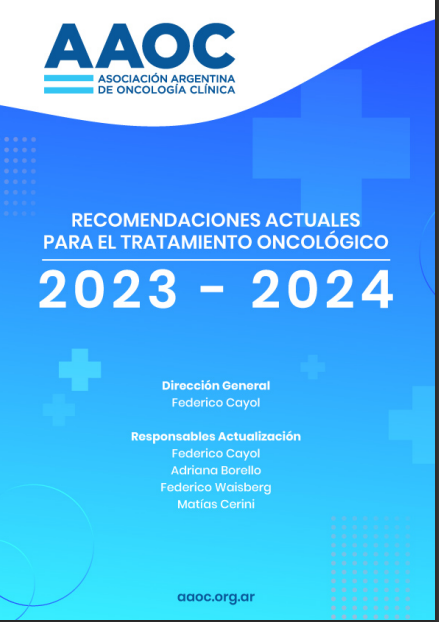 AAOC
ASOCIACIÓN ARGENTINA
DE ONCOLOGÍA CLÍNICA
RECOMENDACIONES ACTUALES
PARA EL TRATAMIENTO ONCOLÓGICO
2023 - 2024
Dirección General
Federico Cayol
Responsables Actualización
Federico Cayol
Adriana Borello
Federico Waisberg
Matías Cerini
aaoc.org.ar